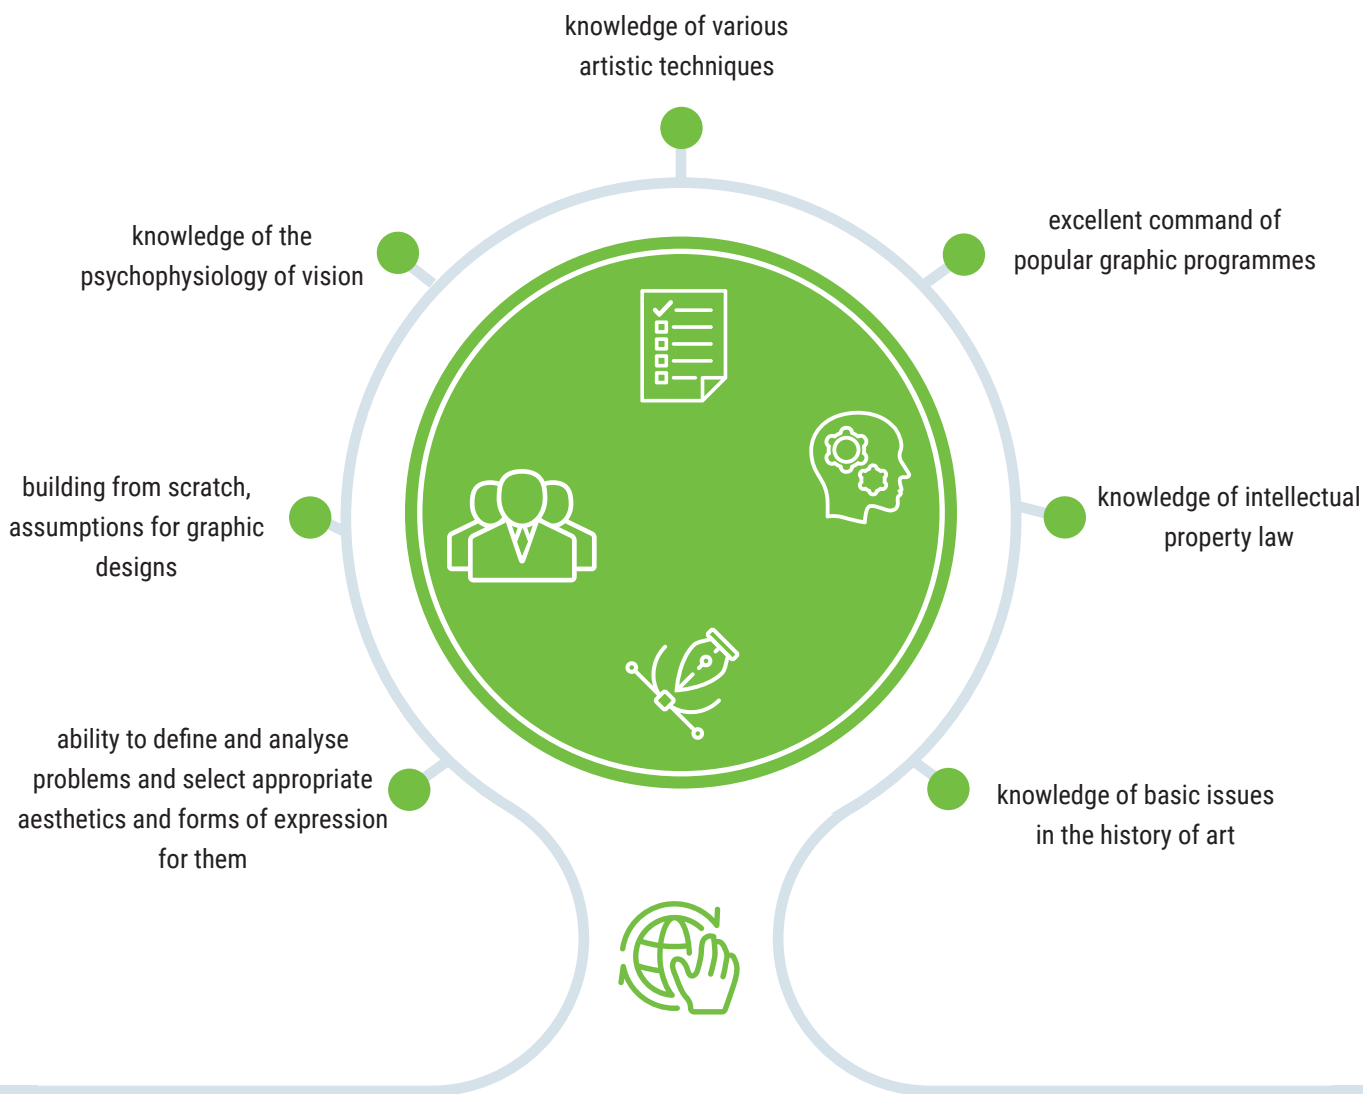 knowledge of various
artistic techniques
knowledge of the
psychophysiology of vision
excellent command of
popular graphic programmes
building from scratch,
assumptions for graphic
designs
knowledge of intellectual
property law
ability to define and analyse
problems and select appropriate
aesthetics and forms of expression
for them
knowledge of basic issues
in the history of art